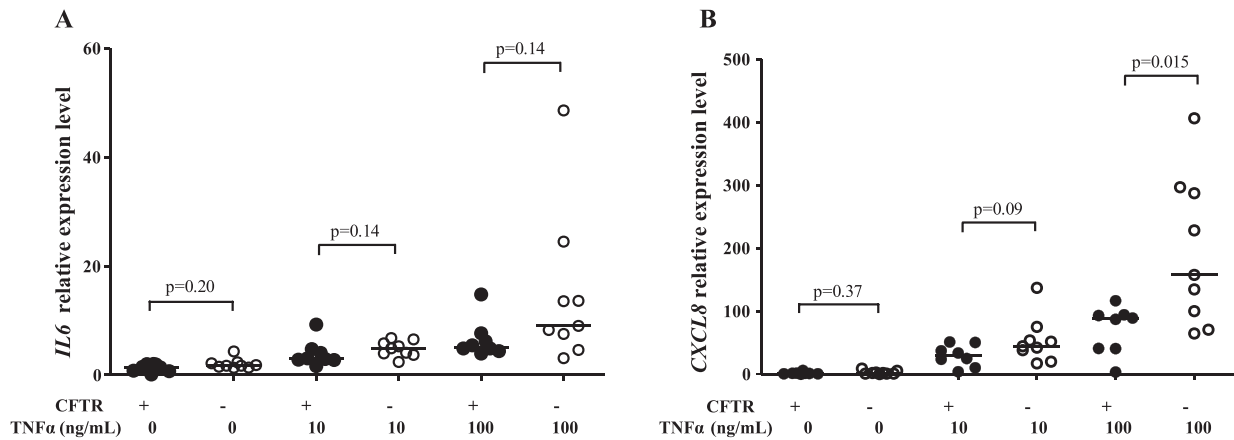 A
IL6 relative expression level
60
40
20
0
p=0.20
p=0.14
p=0.14
CFTR + - + - + -
TNFα (ng/mL) 0 0 10 10 100 100
B
CXCL8 relative expression level
500
400
300
200
100
0
p=0.37
p=0.09
p=0.015
CFTR + - + - + -
TNFα (ng/mL) 0 0 10 10 100 100